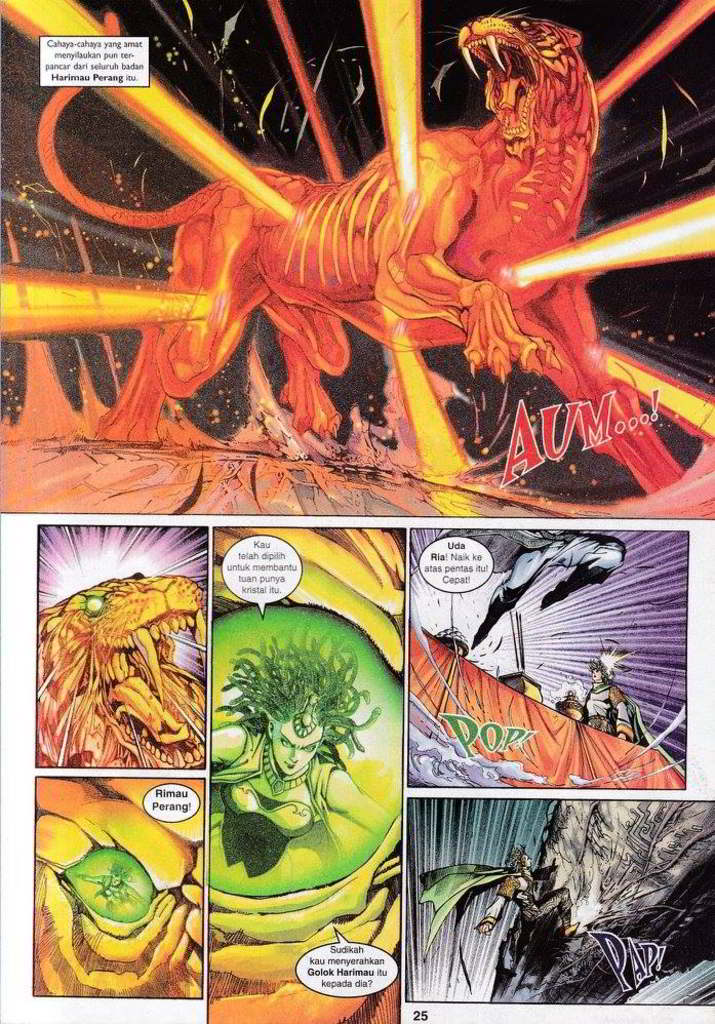 Cahaya-cahaya yang amat
menyilaukan pun ter-
pancar dari seluruh badan
Harimau Perang itu.
AUM...!
Rimau
Perang!
Kau
telah dipilih
untuk membantu
tuan punya
kristal itu.
Sudikah
kau menyerahkan
Golok Harimau itu
kepada dia?
Uda
Ria! Naik ke
atas pentas itu!
Cepat!
POP!
PAP!
25